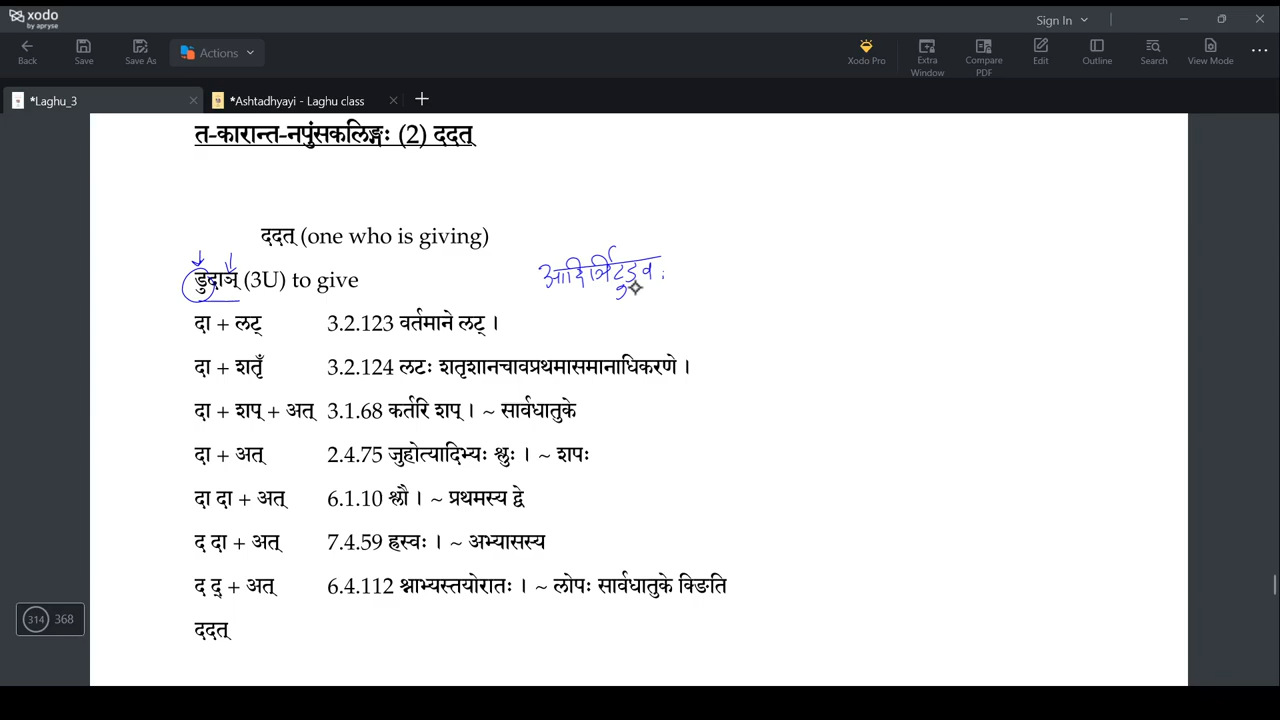 xodo
by apryse
Sign In
Back
Save
Save As
Actions
Xodo Pro
Extra Window
Compare PDF
Edit
Outline
Search
View Mode
*Laghu_3
*Ashtadhyayi - Laghu class
त-कारान्त-नपुंसकलिङ्गः (2) ददत्
ददत् (one who is giving)
डुदाञ् (3U) to give आदिर्ञिटुडवः
दा + लट् 3.2.123 वर्तमाने लट् ।
दा + शतृँ 3.2.124 लटः शतृशानचावप्रथमासमानाधिकरणे ।
दा + शप् + अत् 3.1.68 कर्तरि शप् । ~ सार्वधातुके
दा + अत् 2.4.75 जुहोत्यादिभ्यः श्लुः । ~ शपः
दा दा + अत् 6.1.10 श्लौ । ~ प्रथमस्य द्वे
द दा + अत् 7.4.59 ह्रस्वः । ~ अभ्यासस्य
द द् + अत् 6.4.112 श्नाभ्यस्तयोरातः । ~ लोपः सार्वधातुके क्ङिति
ददत्
314 368